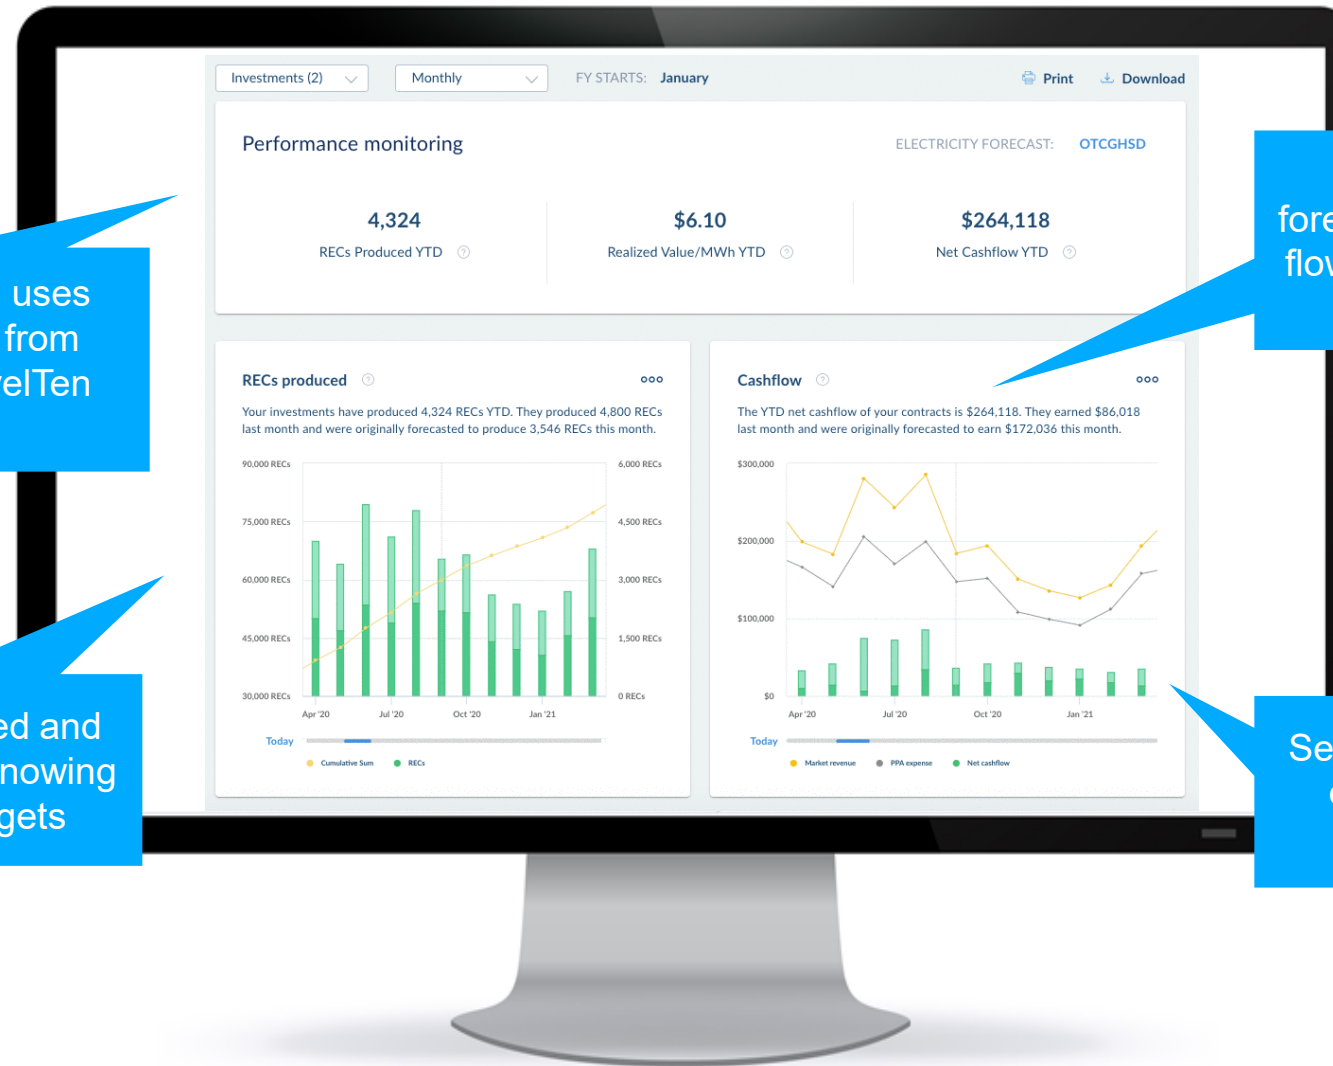 Investments (2)
Monthly
FY STARTS: January
Print
Download
Performance monitoring
ELECTRICITY FORECAST: OTCGHSD
4,324
RECs Produced YTD
$6.10
Realized Value/MWh YTD
$264,118
Net Cashflow YTD
uses
from
velTen
fore
flow
RECs produced
Your investments have produced 4,324 RECs YTD. They produced 4,800 RECs
last month and were originally forecasted to produce 3,546 RECs this month.
90,000 RECs
75,000 RECs
60,000 RECs
45,000 RECs
30,000 RECs
6,000 RECs
4,500 RECs
3,000 RECs
1,500 RECs
0 RECs
Apr '20
Jul '20
Oct '20
Jan '21
Today
Cumulative Sum
RECs
Cashflow
The YTD net cashflow of your contracts is $264,118. They earned $86,018
last month and were originally forecasted to earn $172,036 this month.
$300,000
$200,000
$100,000
$0
Apr '20
Jul '20
Oct '20
Jan '21
Today
Market revenue
PPA expense
Net cashflow
ed and
nowing
gets
Se